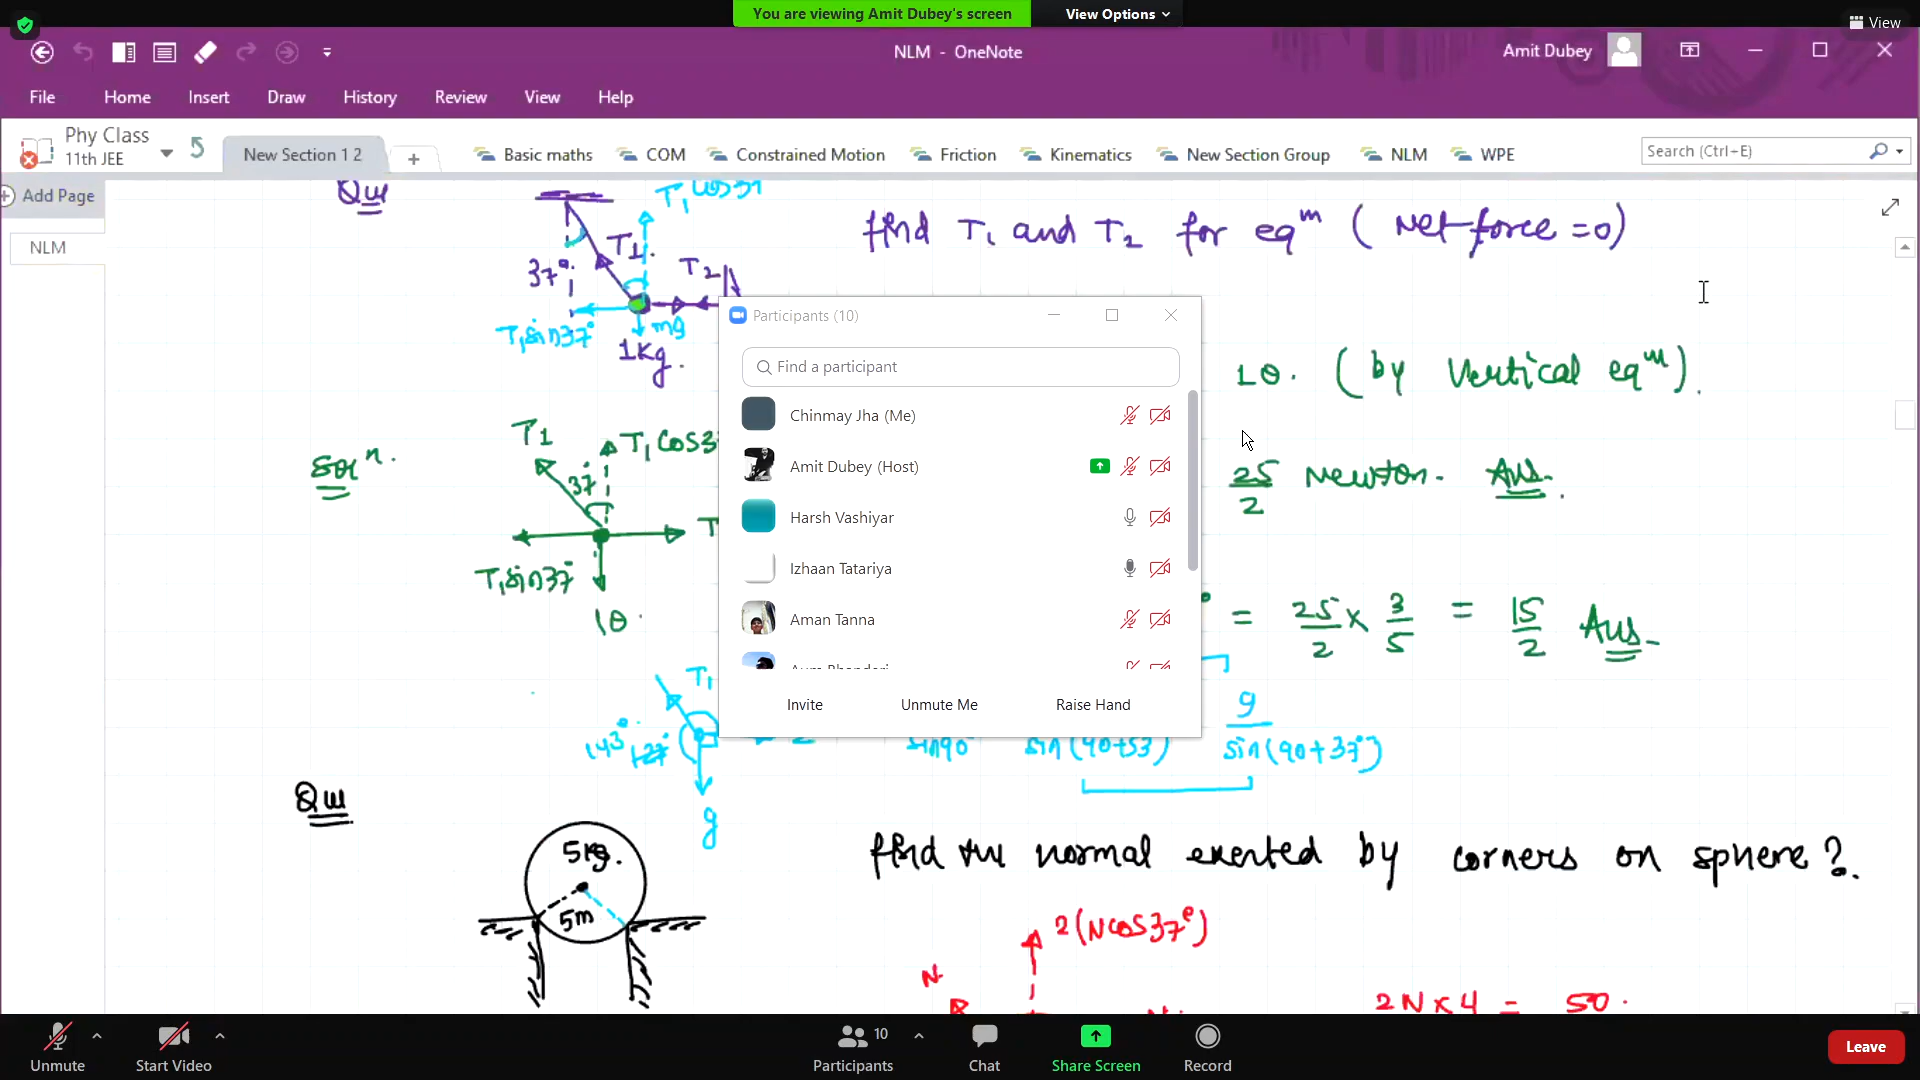 You are viewing Amit Dubey's screen
View Options
View
NLM - OneNote
Amit Dubey
File Home Insert Draw History Review View Help
Phy Class
11th JEE
New Section 1 2
+
Basic maths
COM
Constrained Motion
Friction
Kinematics
New Section Group
NLM
WPE
Search (Ctrl+E)
Add Page
NLM
Qu
T₁ cos37
find T₁ and T₂ for eqᵐ ( Net force = 0)
37°
T₁
T₂
T₁sin37°
mg
1Kg.
Participants (10)
Find a participant
Chinmay Jha (Me)
Amit Dubey (Host)
Harsh Vashiyar
Izhaan Tatariya
Aman Tanna
Invite
Unmute Me
Raise Hand
10. (by Vertical eqᵐ).
Solⁿ.
T1
T₁ cos37
37°
T
T₁sin37°
10.
25/2 Newton. Ans.
= 25/2 × 3/5 = 15/2 Ans
T₁
143°
127°
g
sin90
sin(90+53)
g/sin(90+37°)
Qu
5kg.
5m
find the normal exerted by corners on sphere?.
2(Ncos37°)
N
2N×4 = 50.
Unmute
Start Video
Participants
10
Chat
Share Screen
Record
Leave